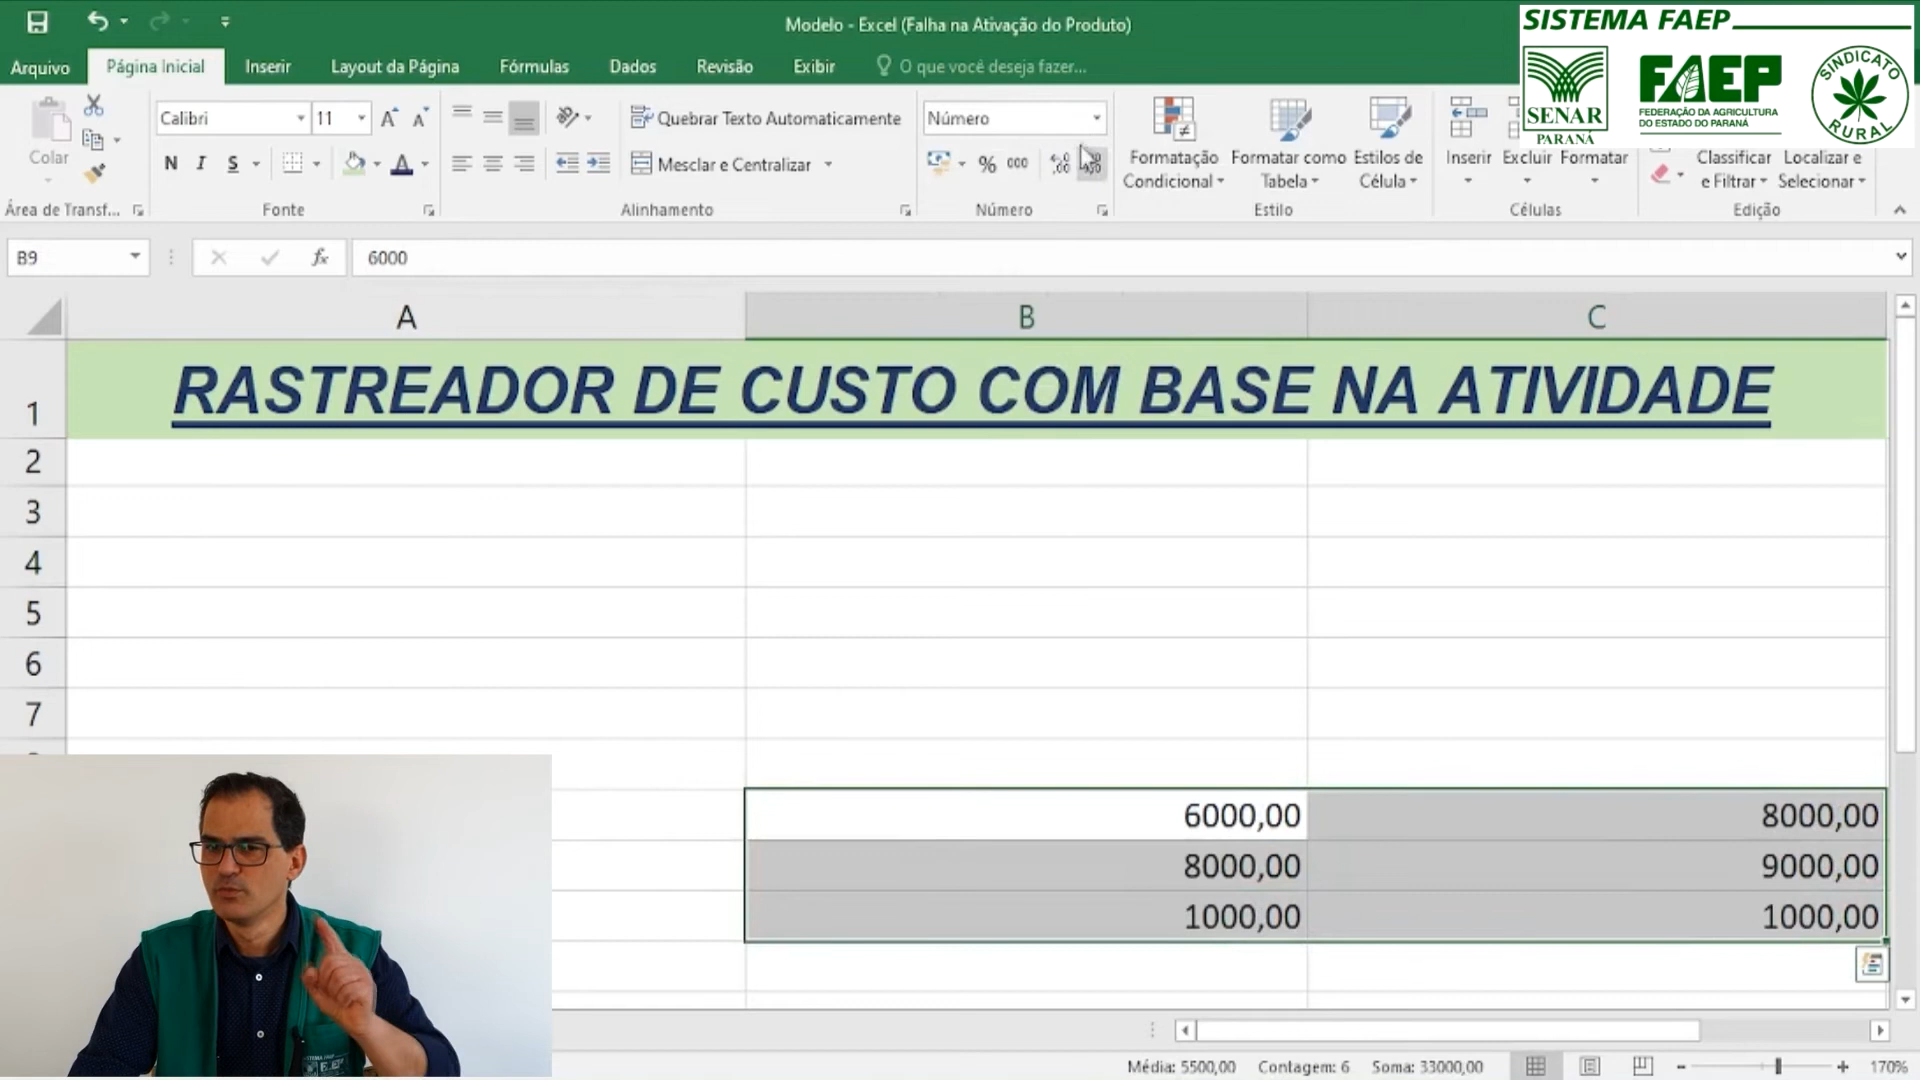 Modelo - Excel (Falha na Ativação do Produto)
SISTEMA FAEP
SENAR
PARANÁ
FAEP
FEDERAÇÃO DA AGRICULTURA
DO ESTADO DO PARANÁ
SINDICATO
RURAL
Arquivo Página Inicial Inserir Layout da Página Fórmulas Dados Revisão Exibir O que você deseja fazer...
Colar
Calibri 11
N I S A
Quebrar Texto Automaticamente
Mesclar e Centralizar
Número
% 000
Formatação
Condicional
Formatar como
Tabela
Estilos de
Célula
Inserir Excluir Formatar
Classificar
e Filtrar
Localizar e
Selecionar
Área de Transf... Fonte Alinhamento Número Estilo Células Edição
B9 fx 6000
A B C
1 RASTREADOR DE CUSTO COM BASE NA ATIVIDADE
2
3
4
5
6
7
6000,00 8000,00
8000,00 9000,00
1000,00 1000,00
SISTEMA FAEP
Média: 5500,00 Contagem: 6 Soma: 33000,00 170%